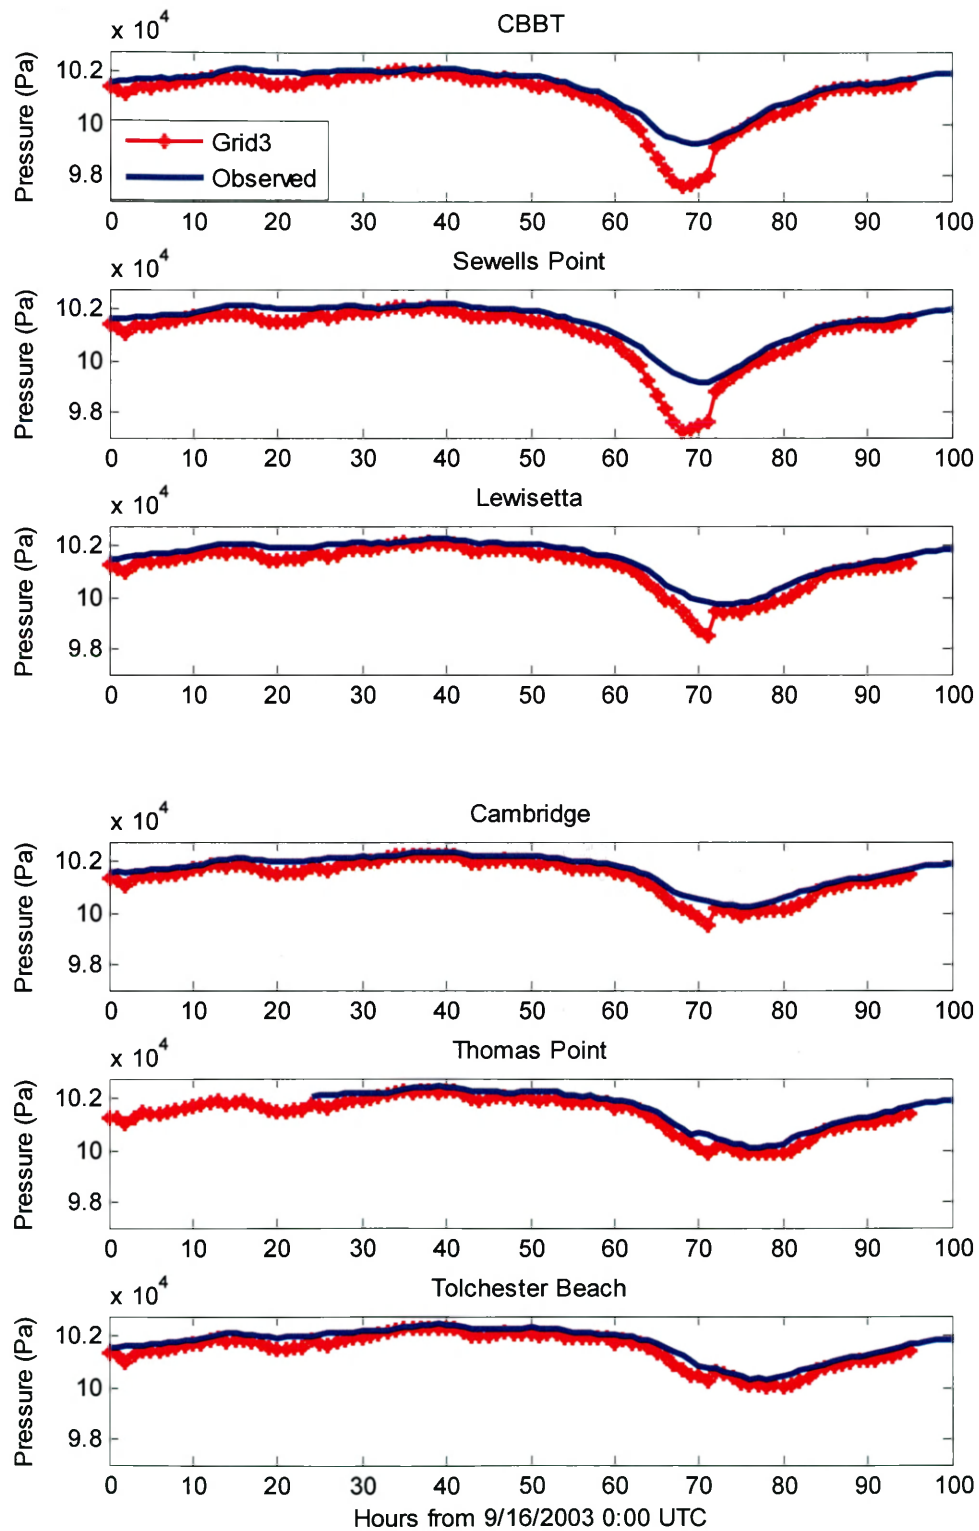 CBBT
x 10^4
Pressure (Pa)
10.2
10
9.8
Grid3
Observed
0 10 20 30 40 50 60 70 80 90 100
Sewells Point
x 10^4
Pressure (Pa)
10.2
10
9.8
0 10 20 30 40 50 60 70 80 90 100
Lewisetta
x 10^4
Pressure (Pa)
10.2
10
9.8
0 10 20 30 40 50 60 70 80 90 100
Cambridge
x 10^4
Pressure (Pa)
10.2
10
9.8
0 10 20 30 40 50 60 70 80 90 100
Thomas Point
x 10^4
Pressure (Pa)
10.2
10
9.8
0 10 20 30 40 50 60 70 80 90 100
Tolchester Beach
x 10^4
Pressure (Pa)
10.2
10
9.8
0 10 20 30 40 50 60 70 80 90 100
Hours from 9/16/2003 0:00 UTC